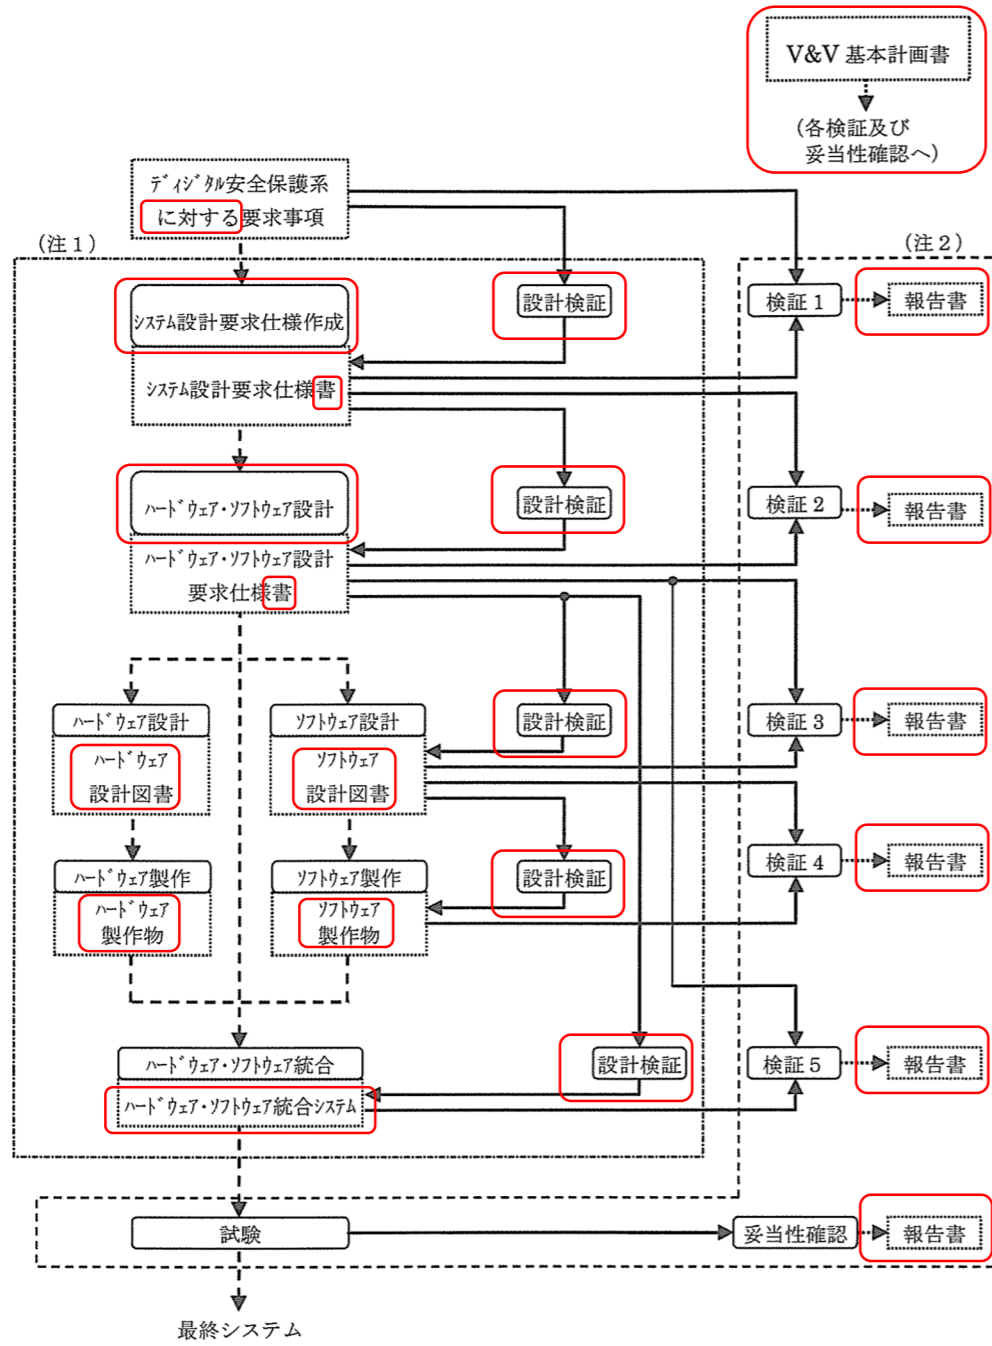 V&V 基本計画書
(各検証及び
妥当性確認へ)
ディジタル安全保護系
に対する要求事項
(注1)
(注2)
システム設計要求仕様作成
設計検証
検証1
報告書
システム設計要求仕様書
ハードウェア・ソフトウェア設計
設計検証
検証2
報告書
ハードウェア・ソフトウェア設計
要求仕様書
ハードウェア設計
ソフトウェア設計
設計検証
検証3
報告書
ハードウェア
設計図書
ソフトウェア
設計図書
ハードウェア製作
ソフトウェア製作
設計検証
検証4
報告書
ハードウェア
製作物
ソフトウェア
製作物
ハードウェア・ソフトウェア統合
設計検証
検証5
報告書
ハードウェア・ソフトウェア統合システム
試験
妥当性確認
報告書
最終システム